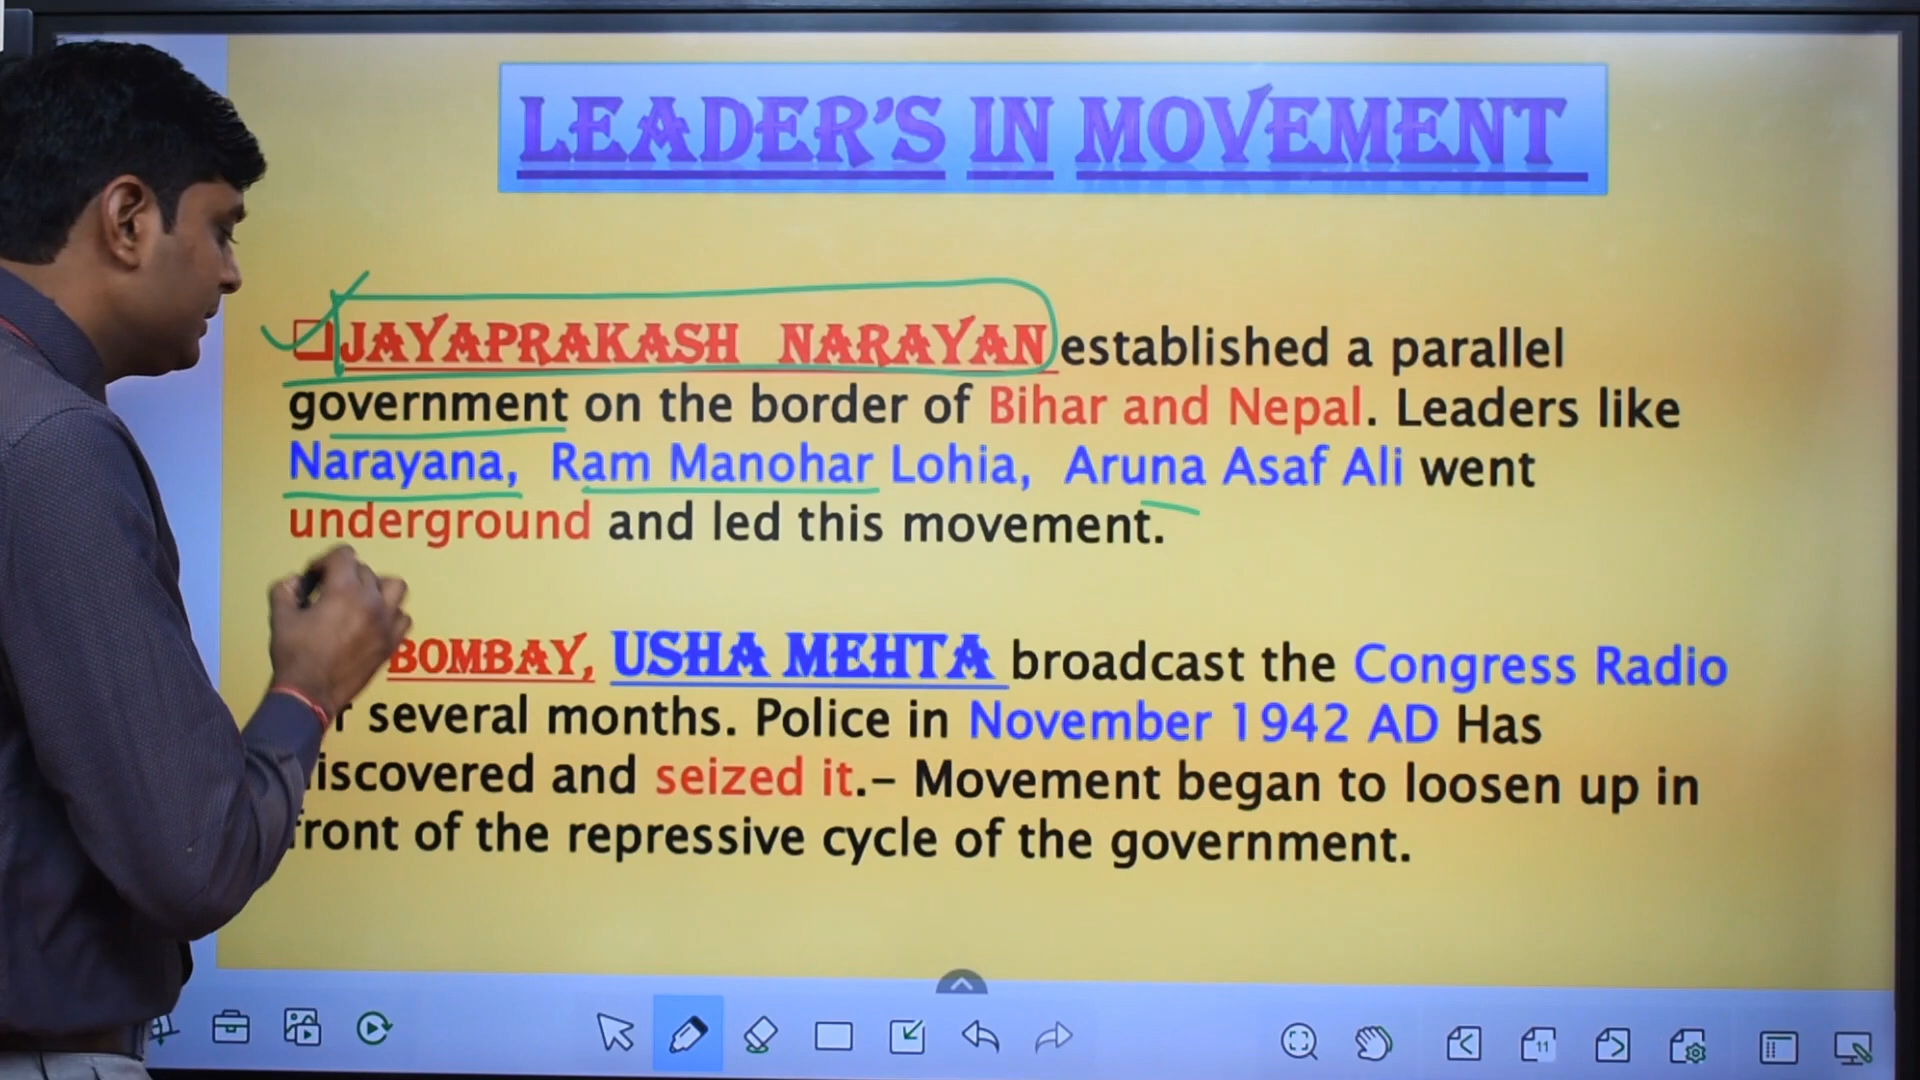 LEADER'S IN MOVEMENT
JAYAPRAKASH NARAYAN established a parallel
government on the border of Bihar and Nepal. Leaders like
Narayana, Ram Manohar Lohia, Aruna Asaf Ali went
underground and led this movement.
BOMBAY, USHA MEHTA broadcast the Congress Radio
several months. Police in November 1942 AD Has
and seized it.– Movement began to loosen up in
front of the repressive cycle of the government.
11